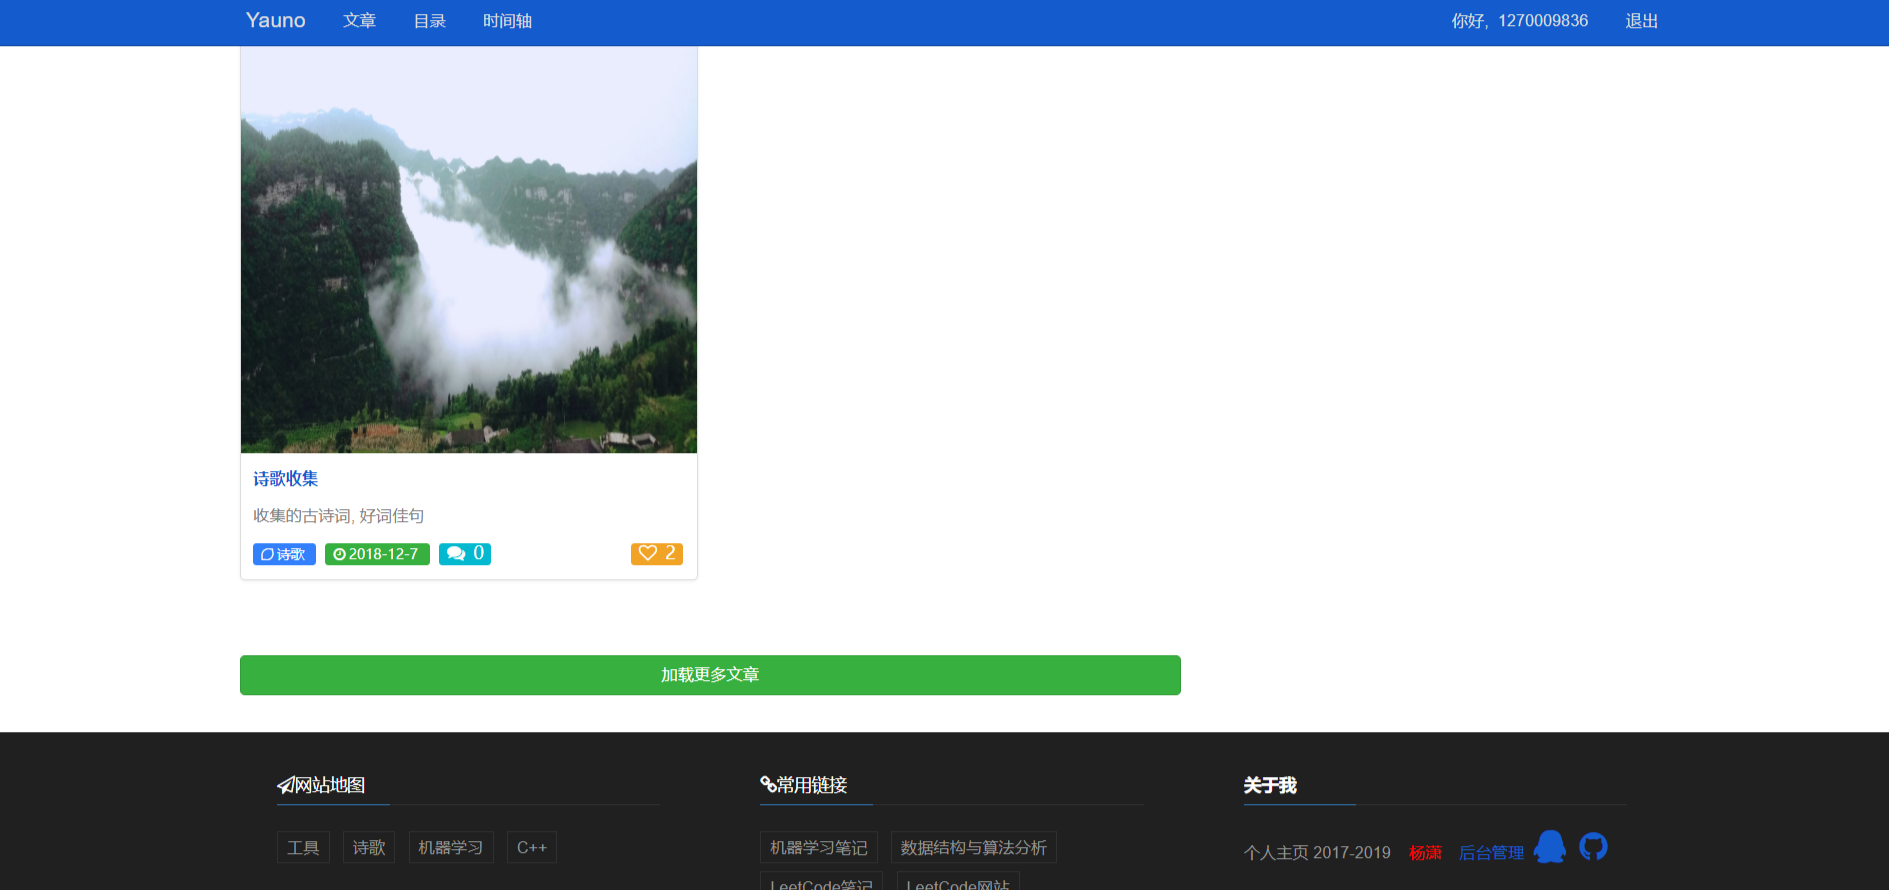 Yauno 文章 目录 时间轴 你好, 1270009836 退出
诗歌收集
收集的古诗词, 好词佳句
诗歌 2018-12-7 0 2
加载更多文章
网站地图 常用链接 关于我
工具 诗歌 机器学习 C++ 机器学习笔记 数据结构与算法分析 个人主页 2017-2019 杨潇 后台管理
LeetCode笔记 LeetCode网站